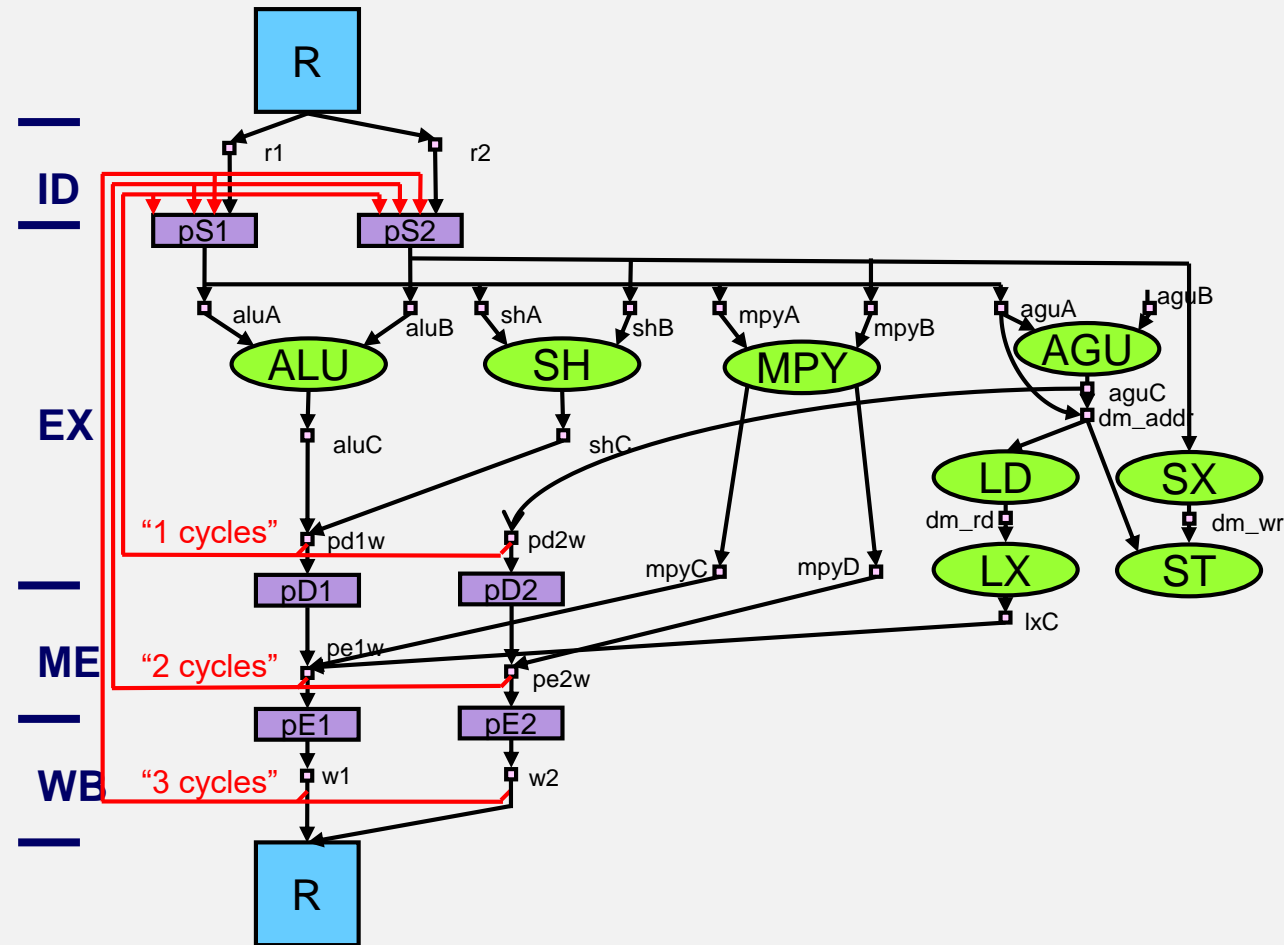 R
r1
r2
ID
pS1
pS2
aluA
aluB
shA
shB
mpyA
mpyB
aguA
aguB
ALU
SH
MPY
AGU
aguC
EX
aluC
shC
dm_addr
LD
SX
"1 cycles"
pd1w
pd2w
dm_rd
dm_wr
mpyC
mpyD
LX
ST
pD1
pD2
lxC
ME
"2 cycles"
pe1w
pe2w
pE1
pE2
WB
"3 cycles"
w1
w2
R